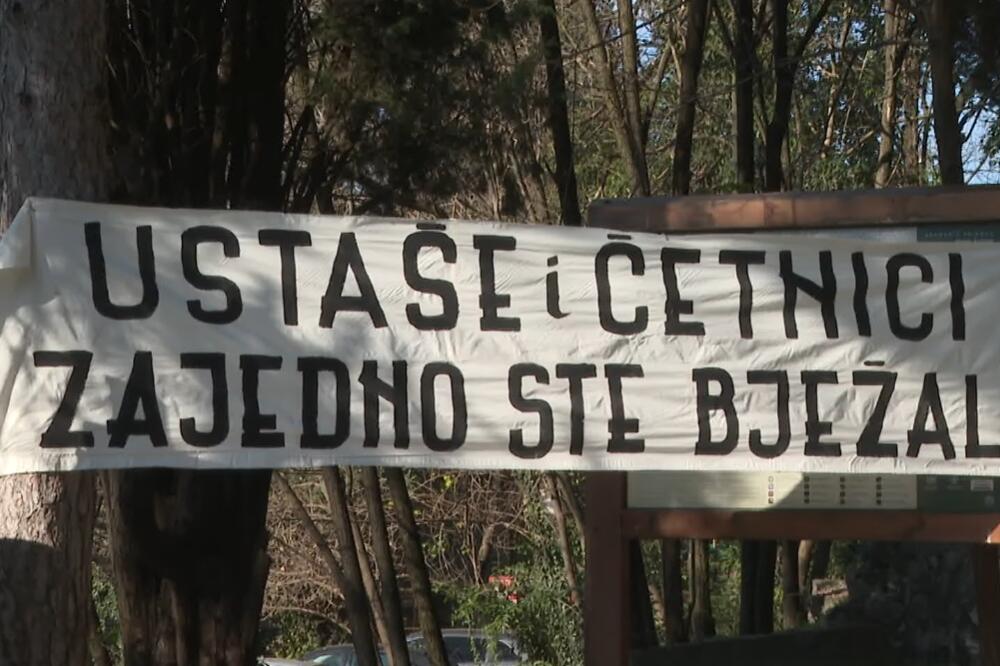 USTAŠE i ČETNICI
ZAJEDNO STE BJEŽAL